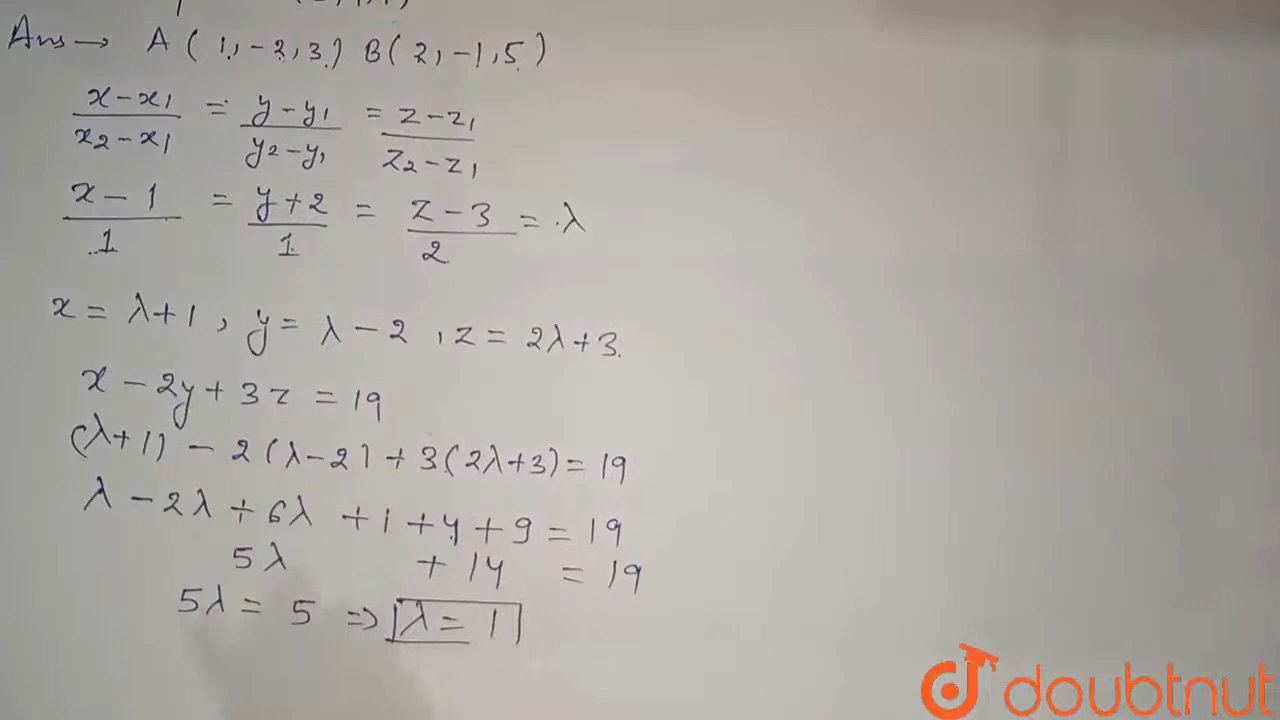 Ans → A ( 1, -2, 3 ) B ( 2, -1, 5 )
x - x₁ / x₂ - x₁ = y - y₁ / y₂ - y₁ = z - z₁ / z₂ - z₁
x - 1 / 1 = y + 2 / 1 = z - 3 / 2 = λ
x = λ + 1 , y = λ - 2 , z = 2λ + 3
x - 2y + 3z = 19
(λ + 1) - 2 (λ - 2) + 3 (2λ + 3) = 19
λ - 2λ + 6λ + 1 + 4 + 9 = 19
5λ + 14 = 19
5λ = 5 ⇒ λ = 1
doubtnut